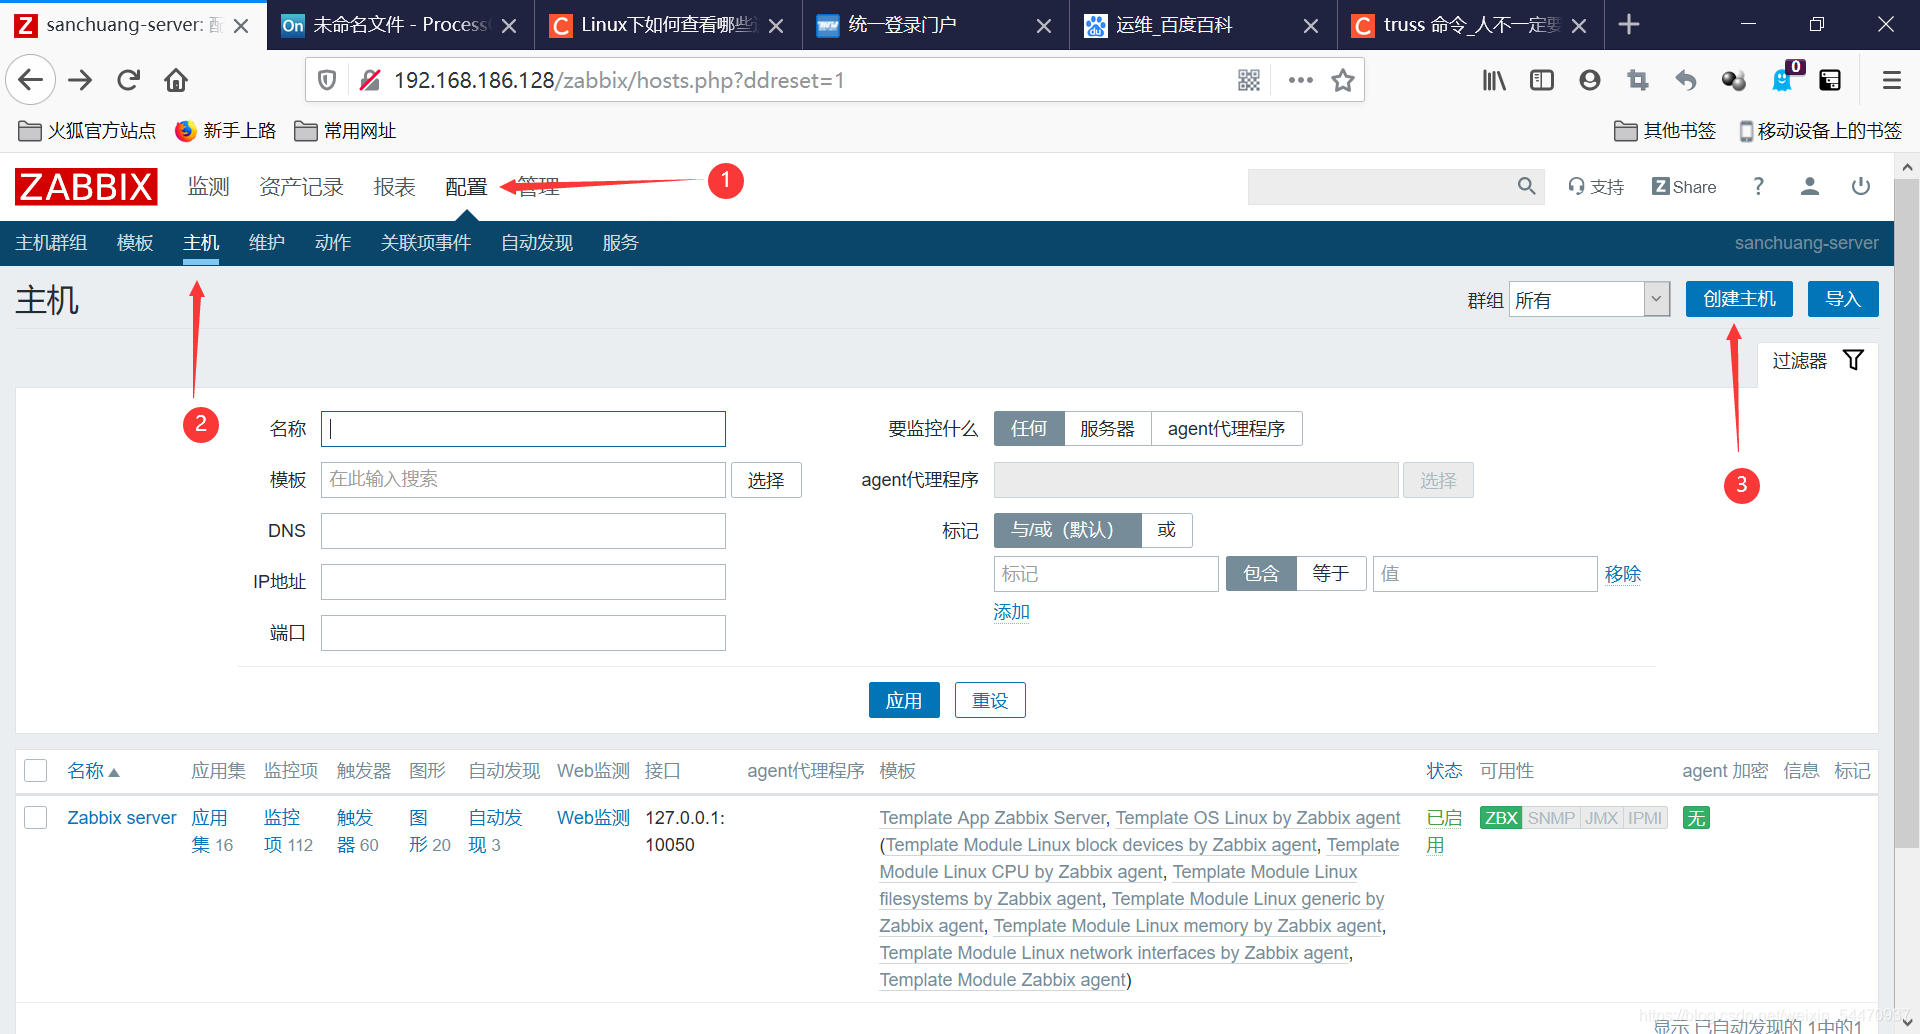 sanchuang-server: 配
未命名文件 - Process
Linux下如何查看哪些
统一登录门户
运维_百度百科
truss 命令_人不一定要
192.168.186.128/zabbix/hosts.php?ddreset=1
0
火狐官方站点
新手上路
常用网址
其他书签
移动设备上的书签
ZABBIX
监测
资产记录
报表
配置
管理
1
支持
Z Share
?
主机群组
模板
主机
维护
动作
关联项事件
自动发现
服务
sanchuang-server
主机
群组 所有
创建主机
导入
过滤器
2
3
名称
模板 在此输入搜索 选择
DNS
IP地址
端口
要监控什么 任何 服务器 agent代理程序
agent代理程序 选择
标记 与/或（默认） 或
标记 包含 等于 值 移除
添加
应用 重设
名称▲ 应用集 监控项 触发器 图形 自动发现 Web监测 接口 agent代理程序 模板 状态 可用性 agent 加密 信息 标记
Zabbix server
应用
集 16
监控
项 112
触发
器 60
图
形 20
自动发
现 3
Web监测
127.0.0.1:
10050
Template App Zabbix Server, Template OS Linux by Zabbix agent
(Template Module Linux block devices by Zabbix agent, Template
Module Linux CPU by Zabbix agent, Template Module Linux
filesystems by Zabbix agent, Template Module Linux generic by
Zabbix agent, Template Module Linux memory by Zabbix agent,
Template Module Linux network interfaces by Zabbix agent,
Template Module Zabbix agent)
已启
用
ZBX SNMP JMX IPMI
无
显示 已自动发现的 1中的1